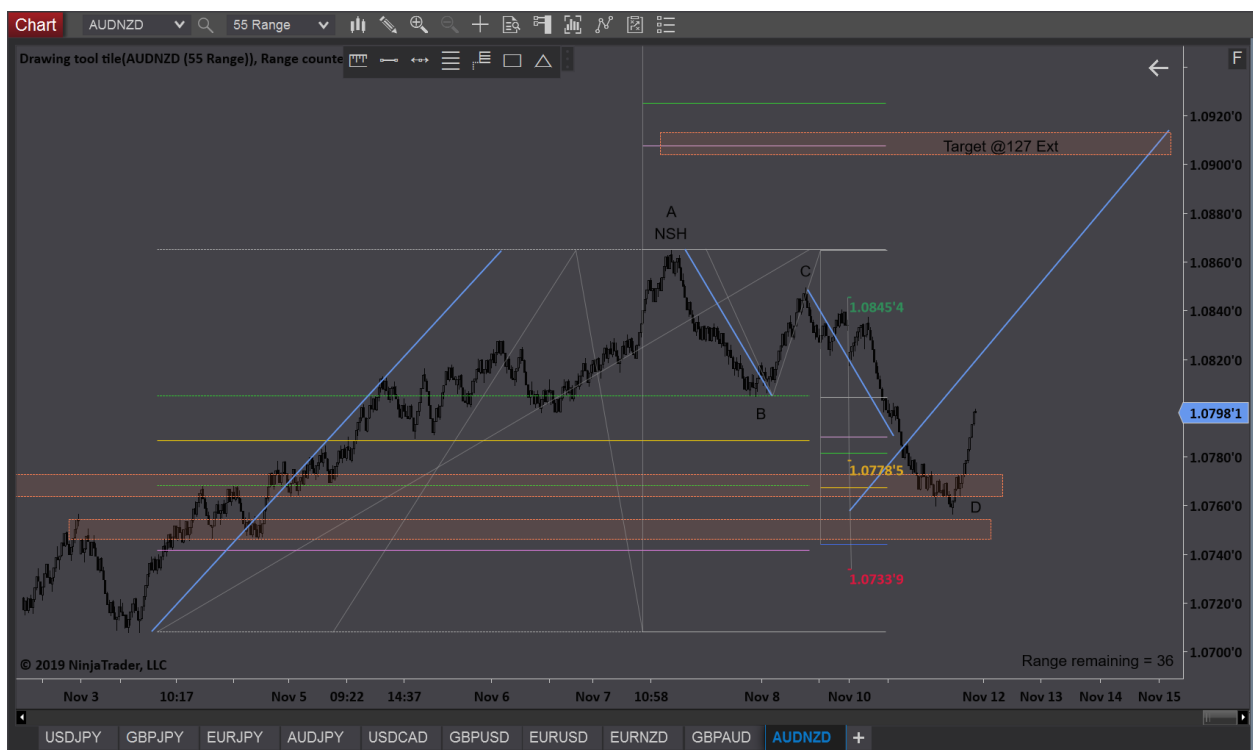 Chart AUDNZD 55 Range
Drawing tool tile(AUDNZD (55 Range)), Range counte
F
1.0920'0
Target @127 Ext
1.0900'0
A
1.0880'0
NSH
1.0860'0
C
1.0845'4
1.0840'0
1.0820'0
B
1.0798'1
1.0780'0
1.0778'5
D
1.0760'0
1.0740'0
1.0733'9
1.0720'0
1.0700'0
© 2019 NinjaTrader, LLC
Range remaining = 36
Nov 3 10:17 Nov 5 09:22 14:37 Nov 6 Nov 7 10:58 Nov 8 Nov 10 Nov 12 Nov 13 Nov 14 Nov 15
USDJPY GBPJPY EURJPY AUDJPY USDCAD GBPUSD EURUSD EURNZD GBPAUD AUDNZD +